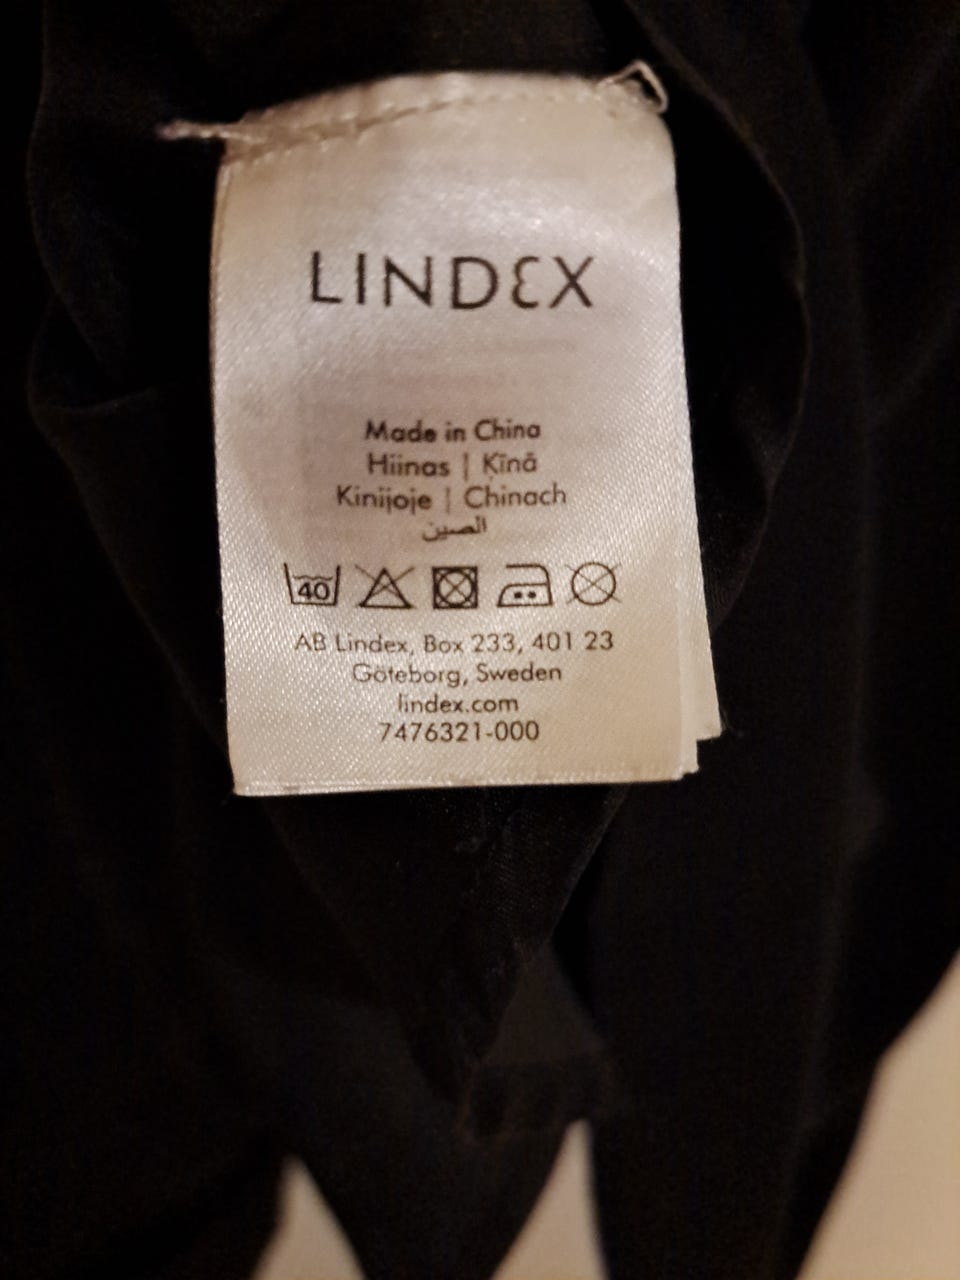 LINDEX
Made in China
Hiinas | Ķīnā
Kinijoje | Chinach
الصين
40
AB Lindex, Box 233, 401 23
Göteborg, Sweden
lindex.com
7476321-000